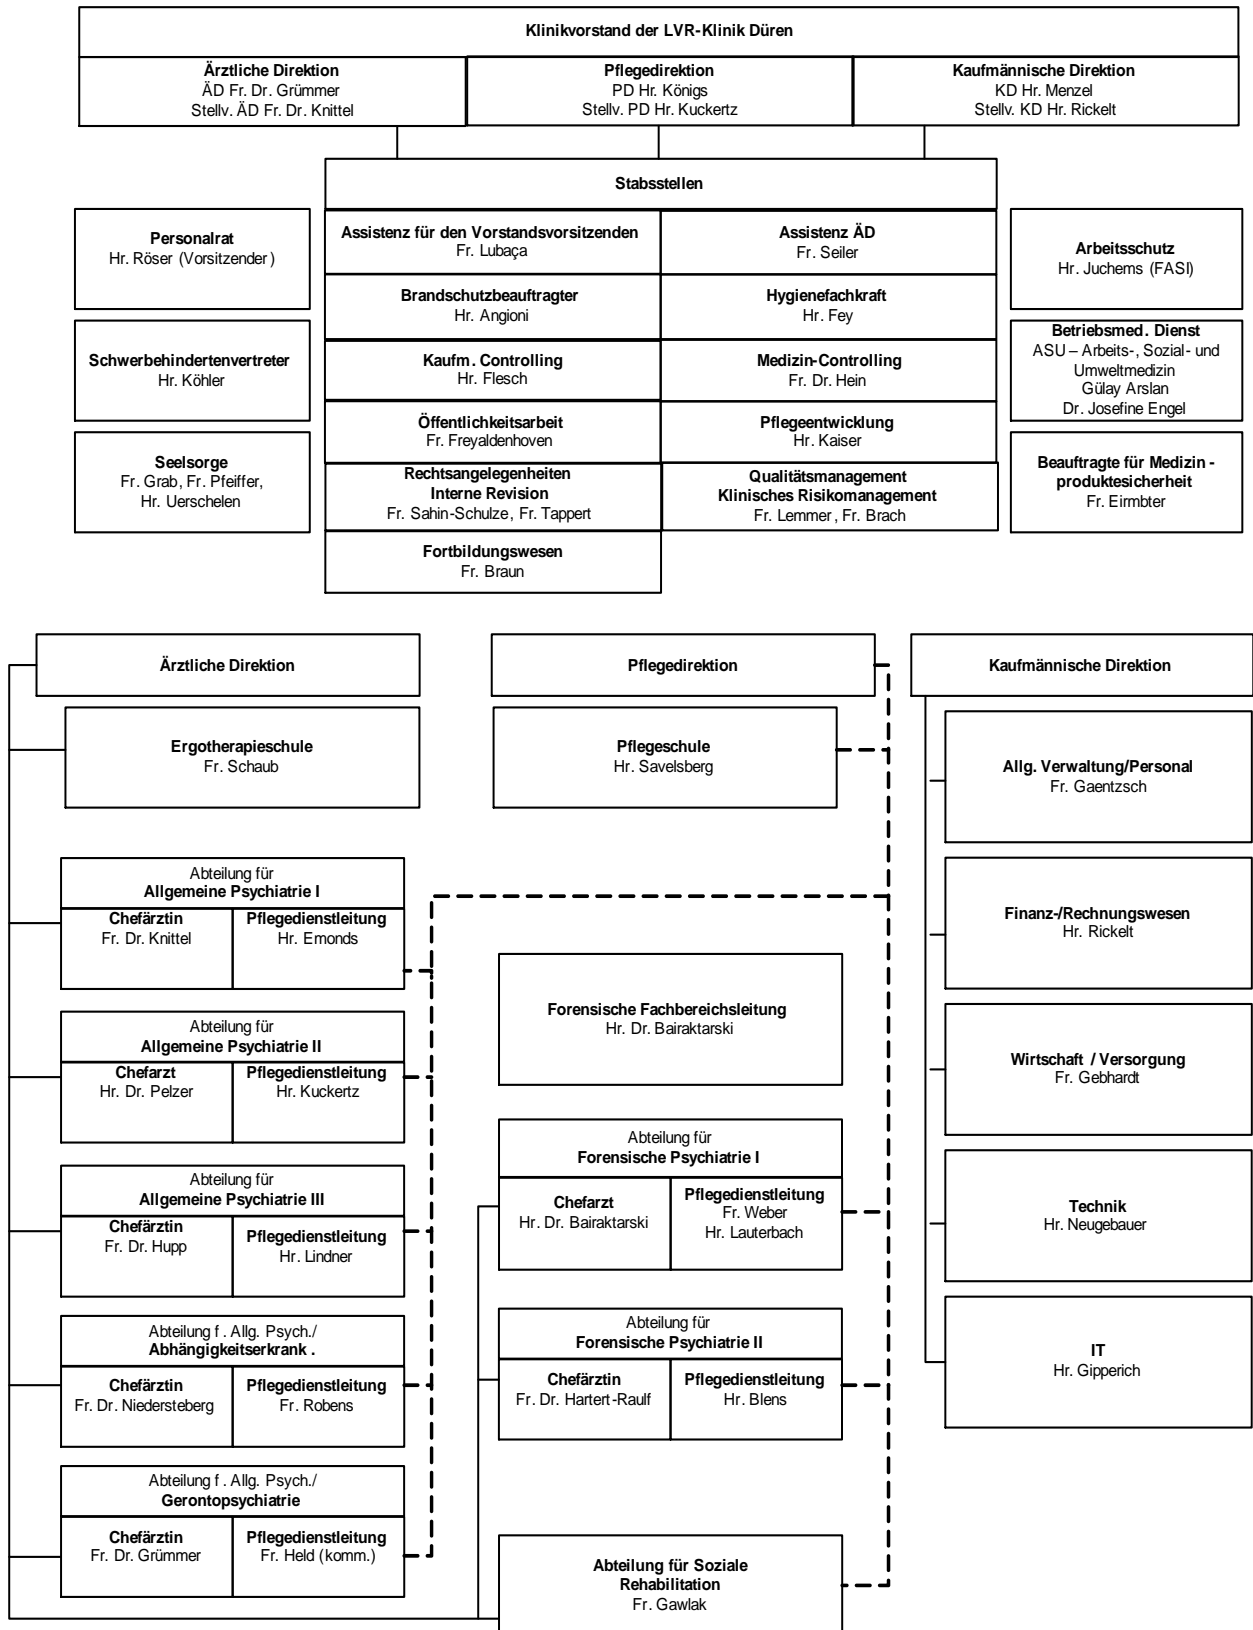 Klinikvorstand der LVR-Klinik Düren
Ärztliche Direktion
ÄD Fr. Dr. Grümmer
Stellv. ÄD Fr. Dr. Knittel
Pflegedirektion
PD Hr. Königs
Stellv. PD Hr. Kuckertz
Kaufmännische Direktion
KD Hr. Menzel
Stellv. KD Hr. Rickelt
Stabsstellen
Personalrat
Hr. Röser (Vorsitzender)
Schwerbehindertenvertreter
Hr. Köhler
Seelsorge
Fr. Grab, Fr. Pfeiffer,
Hr. Uerschelen
Assistenz für den Vorstandsvorsitzenden
Fr. Lubaça
Assistenz ÄD
Fr. Seiler
Brandschutzbeauftragter
Hr. Angioni
Hygienefachkraft
Hr. Fey
Kaufm. Controlling
Hr. Flesch
Medizin-Controlling
Fr. Dr. Hein
Öffentlichkeitsarbeit
Fr. Freyaldenhoven
Pflegeentwicklung
Hr. Kaiser
Rechtsangelegenheiten
Interne Revision
Fr. Sahin-Schulze, Fr. Tappert
Qualitätsmanagement
Klinisches Risikomanagement
Fr. Lemmer, Fr. Brach
Fortbildungswesen
Fr. Braun
Arbeitsschutz
Hr. Juchems (FASI)
Betriebsmed. Dienst
ASU – Arbeits-, Sozial- und
Umweltmedizin
Gülay Arslan
Dr. Josefine Engel
Beauftragte für Medizin-
produktesicherheit
Fr. Eirmbter
Ärztliche Direktion
Ergotherapieschule
Fr. Schaub
Abteilung für
Allgemeine Psychiatrie I
Chefärztin
Fr. Dr. Knittel
Pflegedienstleitung
Hr. Emonds
Abteilung für
Allgemeine Psychiatrie II
Chefarzt
Hr. Dr. Pelzer
Pflegedienstleitung
Hr. Kuckertz
Abteilung für
Allgemeine Psychiatrie III
Chefärztin
Fr. Dr. Hupp
Pflegedienstleitung
Hr. Lindner
Abteilung f. Allg. Psych./
Abhängigkeitserkrank.
Chefärztin
Fr. Dr. Niedersteberg
Pflegedienstleitung
Fr. Robens
Abteilung f. Allg. Psych./
Gerontopsychiatrie
Chefärztin
Fr. Dr. Grümmer
Pflegedienstleitung
Fr. Held (komm.)
Pflegedirektion
Pflegeschule
Hr. Savelsberg
Forensische Fachbereichsleitung
Hr. Dr. Bairaktarski
Abteilung für
Forensische Psychiatrie I
Chefarzt
Hr. Dr. Bairaktarski
Pflegedienstleitung
Fr. Weber
Hr. Lauterbach
Abteilung für
Forensische Psychiatrie II
Chefärztin
Fr. Dr. Hartert-Raulf
Pflegedienstleitung
Hr. Blens
Abteilung für Soziale
Rehabilitation
Fr. Gawlak
Kaufmännische Direktion
Allg. Verwaltung/Personal
Fr. Gaentzsch
Finanz-/Rechnungswesen
Hr. Rickelt
Wirtschaft / Versorgung
Fr. Gebhardt
Technik
Hr. Neugebauer
IT
Hr. Gipperich